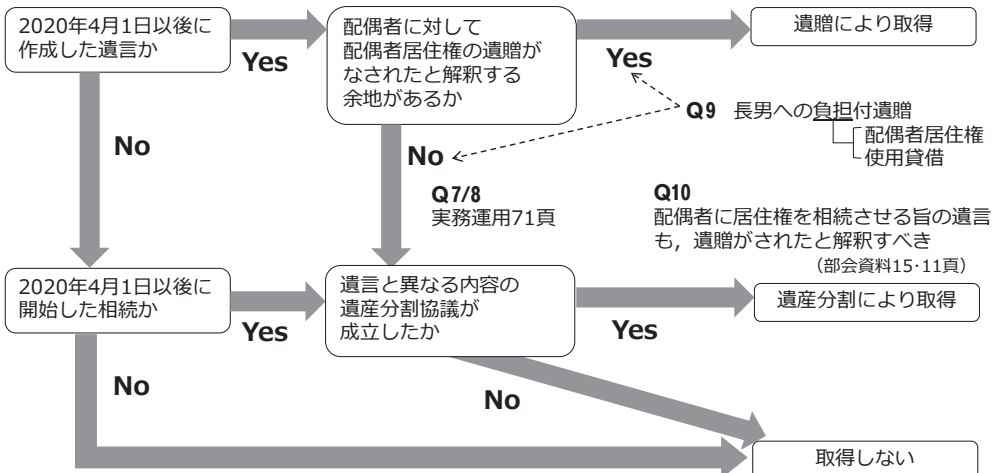 2020年4月1日以後に
作成した遺言か
Yes
配偶者に対して
配偶者居住権の遺贈が
なされたと解釈する
余地があるか
Yes
遺贈により取得
Q9 長男への負担付遺贈
配偶者居住権
使用貸借
No
No
Q7/8
実務運用71頁
Q10
配偶者に居住権を相続させる旨の遺言
も，遺贈がされたと解釈すべき
（部会資料15･11頁）
2020年4月1日以後に
開始した相続か
Yes
遺言と異なる内容の
遺産分割協議が
成立したか
Yes
遺産分割により取得
No
No
取得しない